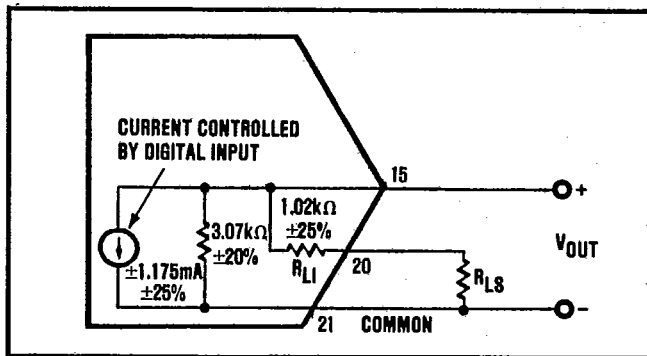 CURRENT CONTROLLED
BY DIGITAL INPUT
15
1.02kΩ
±25%
3.07kΩ
±20%
R_LI
20
±1.175mA
±25%
R_LS
V_OUT
+
−
21
COMMON